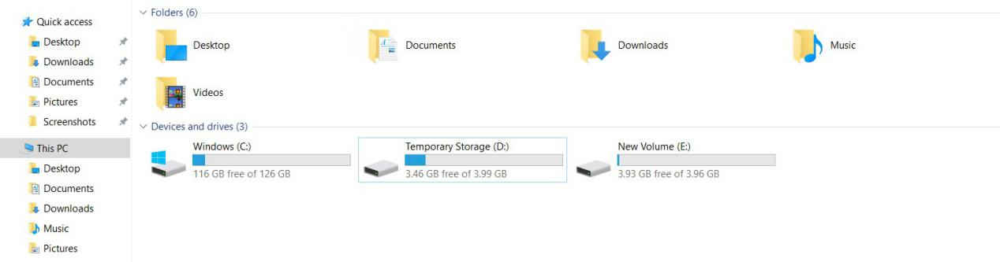 Quick access
Desktop
Downloads
Documents
Pictures
Screenshots
This PC
Desktop
Documents
Downloads
Music
Pictures
Folders (6)
Desktop
Documents
Downloads
Music
Videos
Devices and drives (3)
Windows (C:)
116 GB free of 126 GB
Temporary Storage (D:)
3.46 GB free of 3.99 GB
New Volume (E:)
3.93 GB free of 3.96 GB